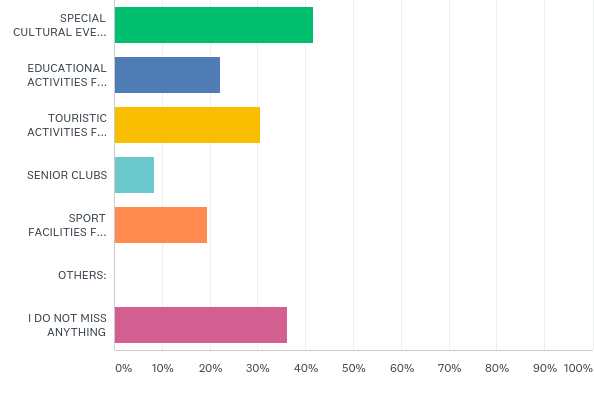 SPECIAL
CULTURAL EVE...
EDUCATIONAL
ACTIVITIES F...
TOURISTIC
ACTIVITIES F...
SENIOR CLUBS
SPORT
FACILITIES F...
OTHERS:
I DO NOT MISS
ANYTHING
0% 10% 20% 30% 40% 50% 60% 70% 80% 90% 100%